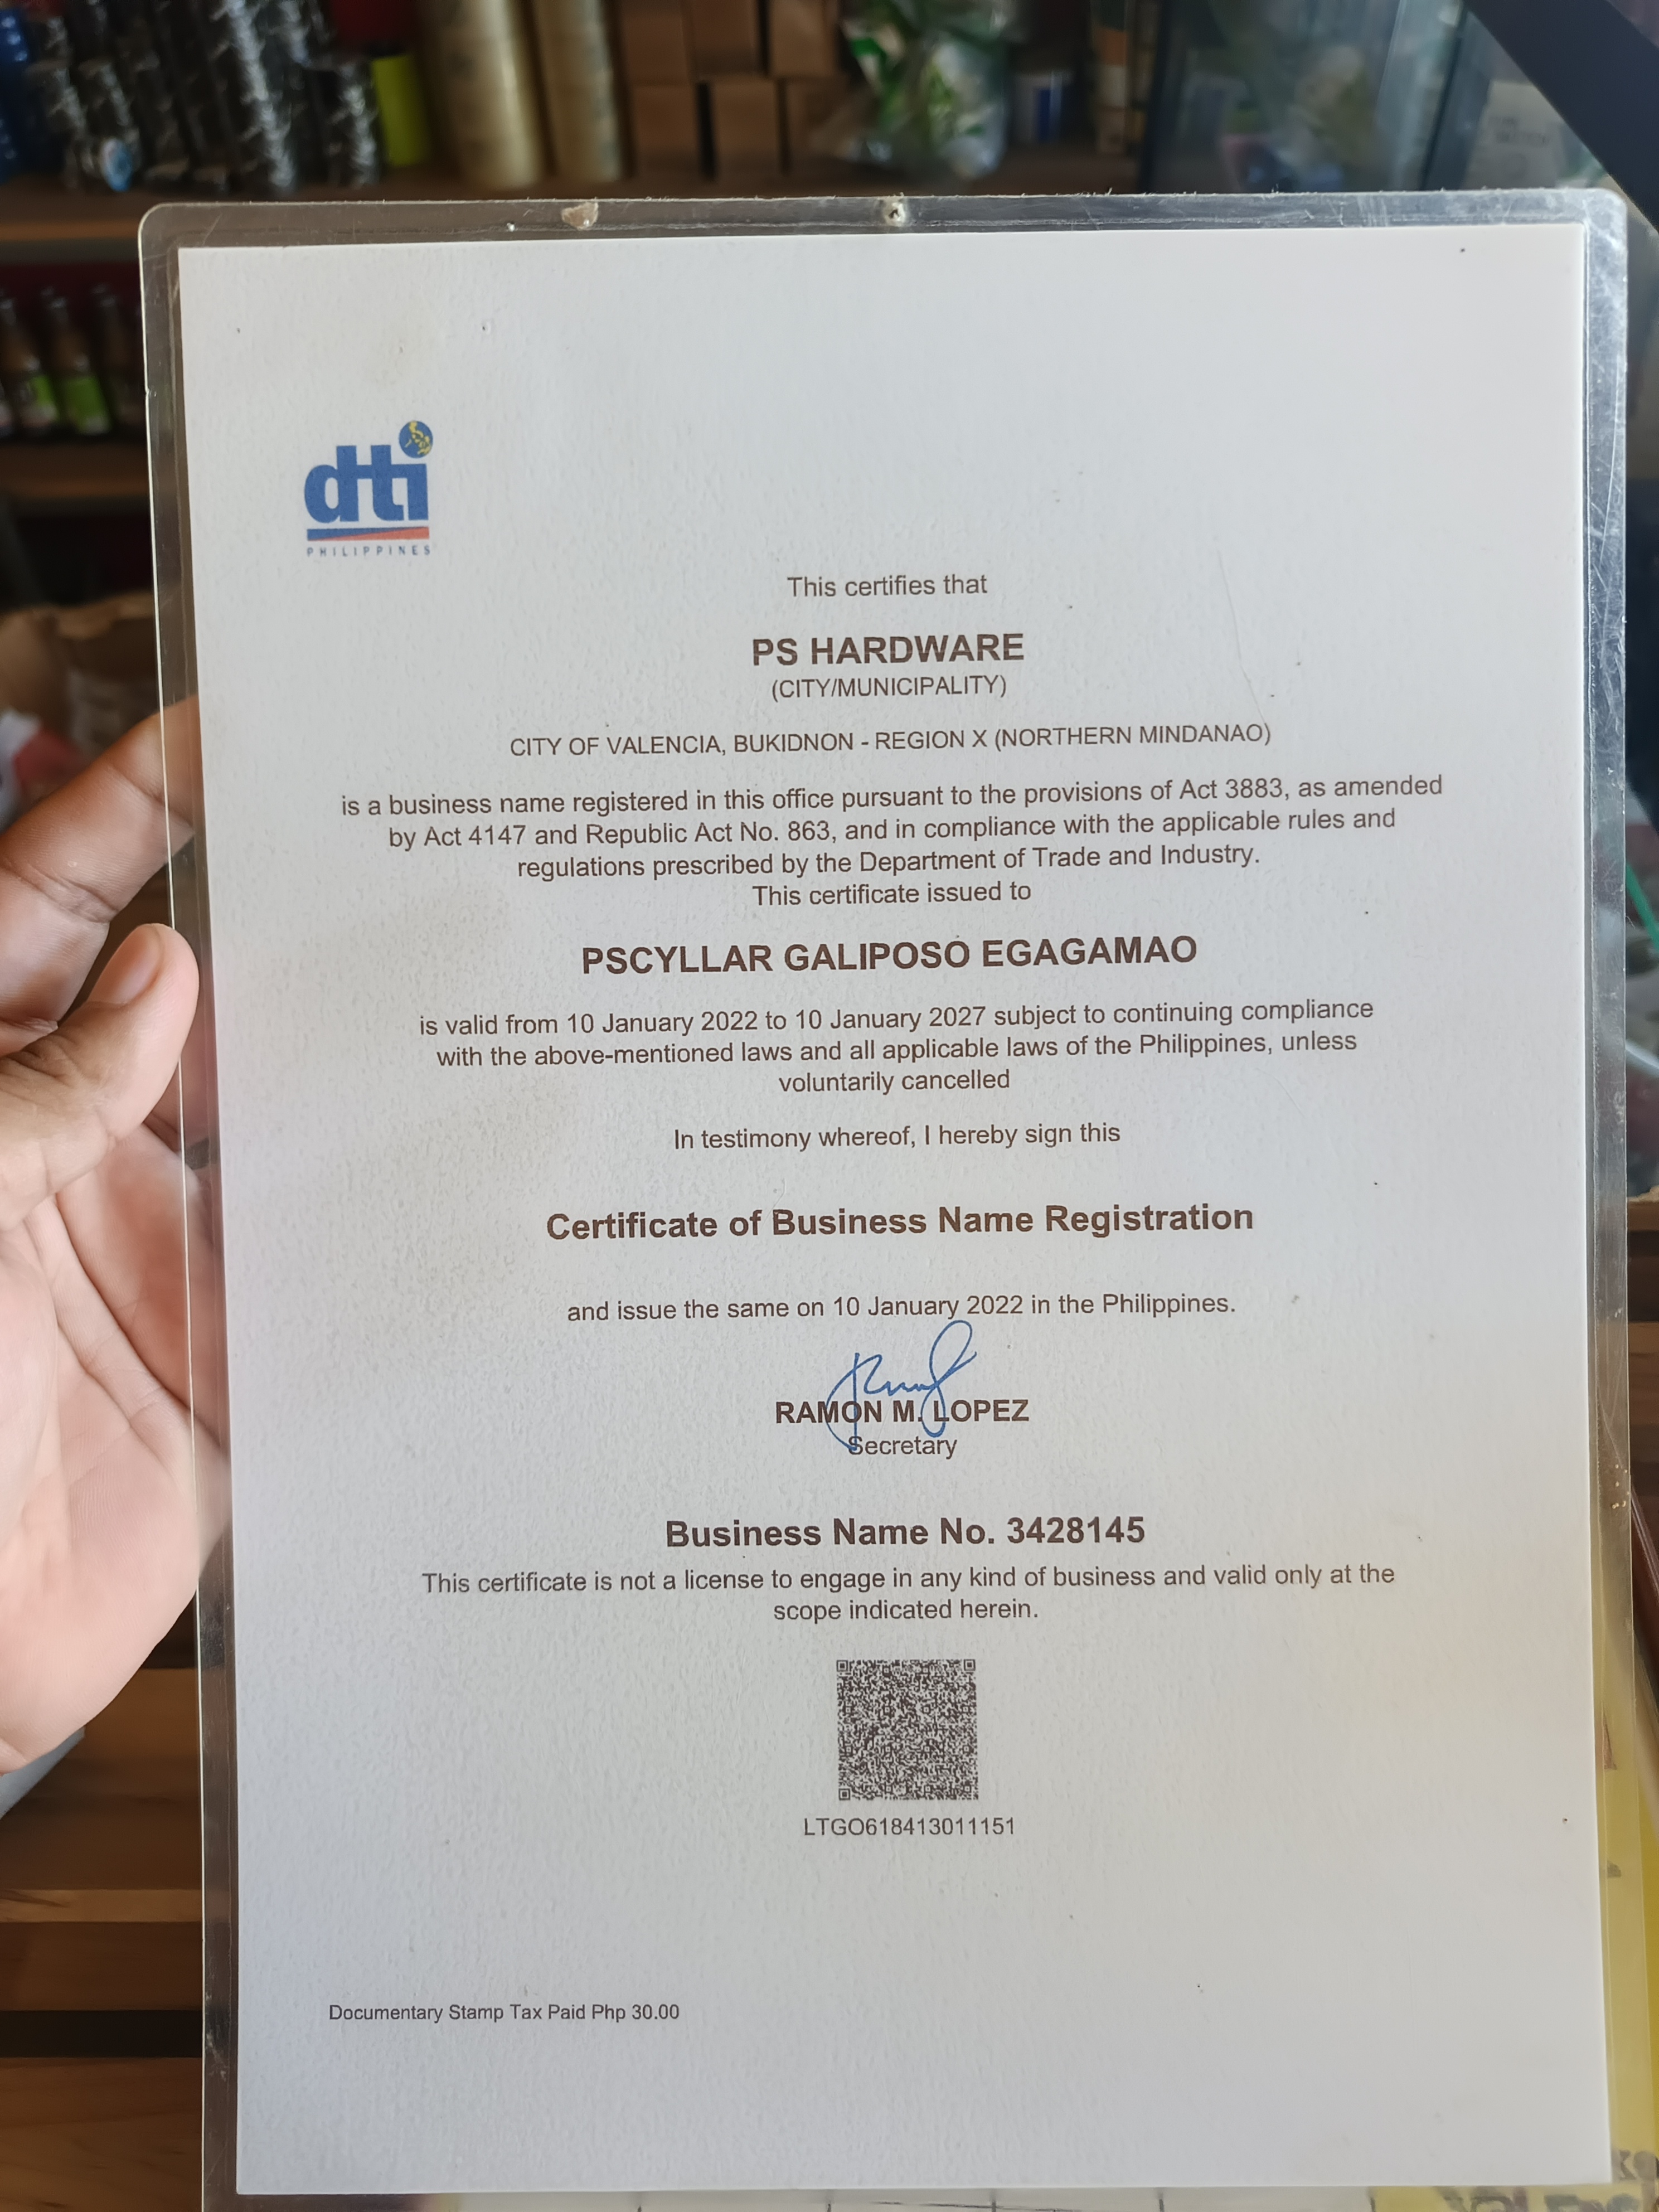 dti
PHILIPPINES
This certifies that
PS HARDWARE
(CITY/MUNICIPALITY)
CITY OF VALENCIA, BUKIDNON - REGION X (NORTHERN MINDANAO)
is a business name registered in this office pursuant to the provisions of Act 3883, as amended
by Act 4147 and Republic Act No. 863, and in compliance with the applicable rules and
regulations prescribed by the Department of Trade and Industry.
This certificate issued to
PSCYLLAR GALIPOSO EGAGAMAO
is valid from 10 January 2022 to 10 January 2027 subject to continuing compliance
with the above-mentioned laws and all applicable laws of the Philippines, unless
voluntarily cancelled
In testimony whereof, I hereby sign this
Certificate of Business Name Registration
and issue the same on 10 January 2022 in the Philippines.
RAMON M. LOPEZ
Secretary
Business Name No. 3428145
This certificate is not a license to engage in any kind of business and valid only at the
scope indicated herein.
LTGO618413011151
Documentary Stamp Tax Paid Php 30.00